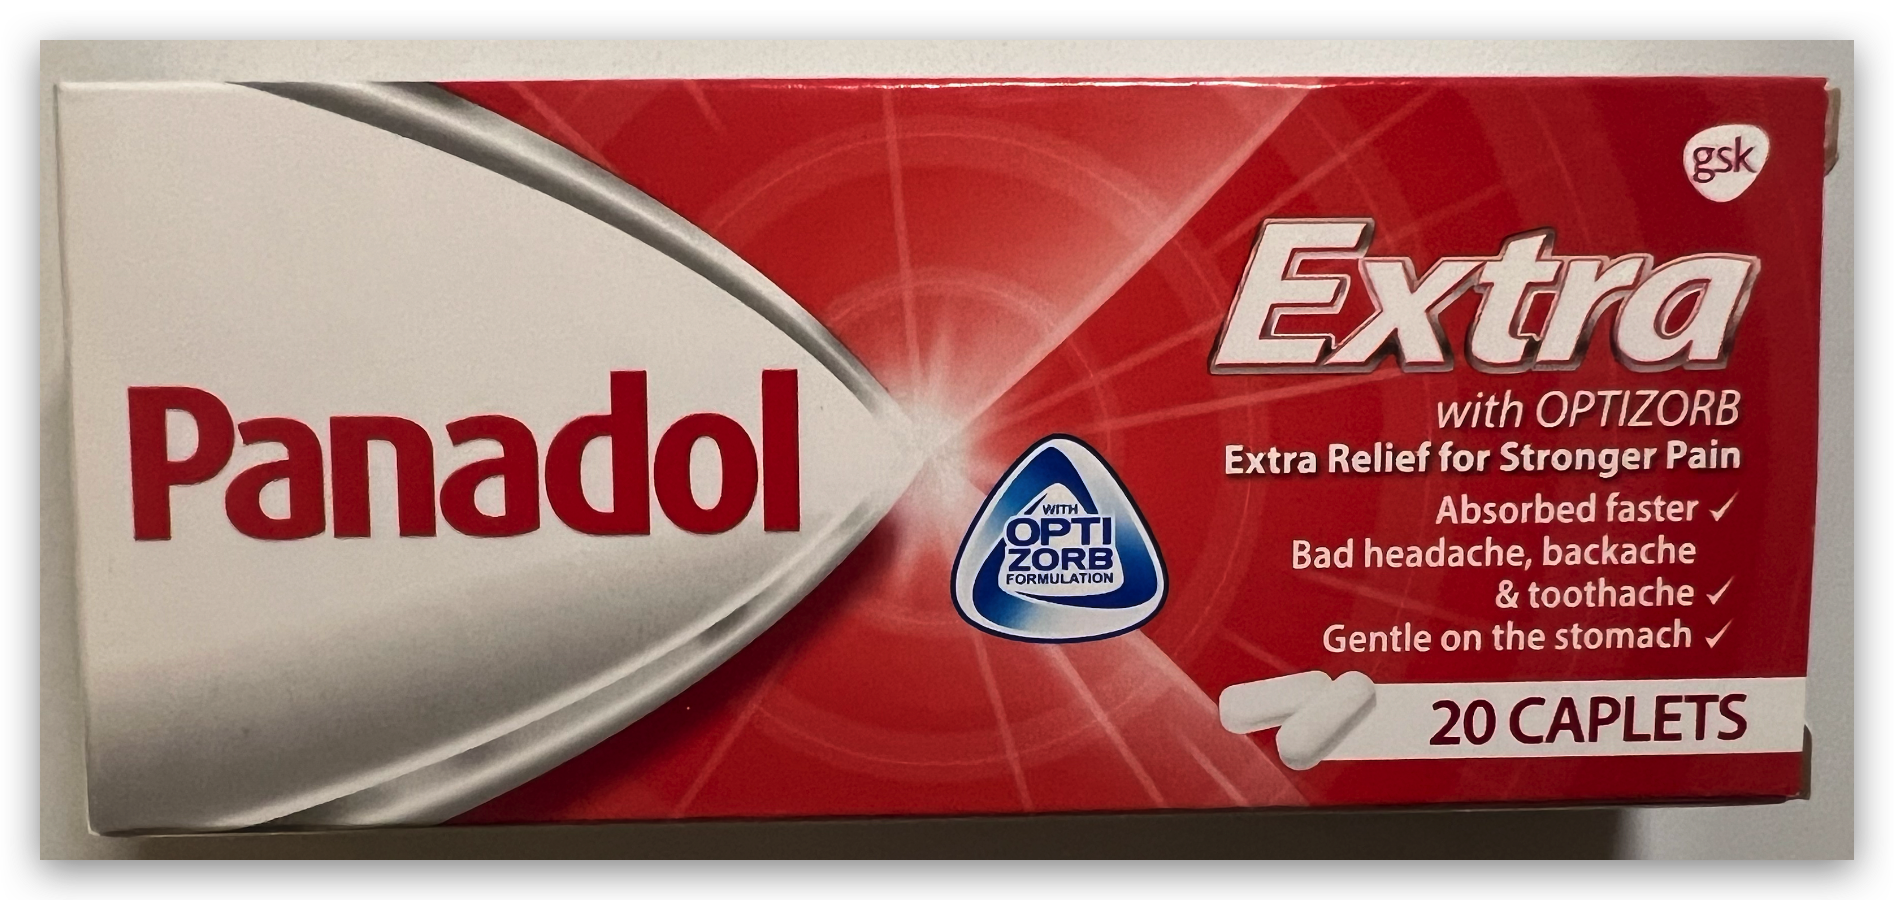 Panadol
gsk
Extra
with OPTIZORB
Extra Relief for Stronger Pain
Absorbed faster ✓
Bad headache, backache
& toothache ✓
Gentle on the stomach ✓
20 CAPLETS
WITH
OPTI
ZORB
FORMULATION